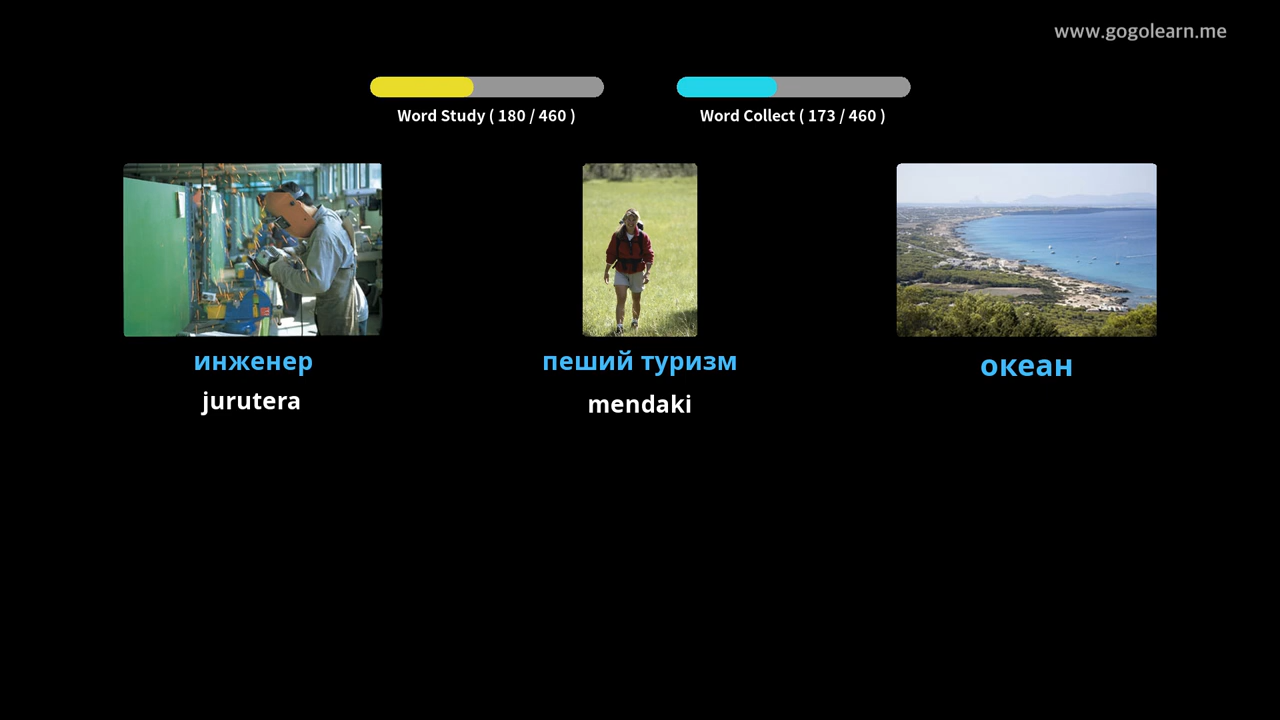 www.gogolearn.me
Word Study ( 180 / 460 )
Word Collect ( 173 / 460 )
инженер
jurutera
пеший туризм
mendaki
океан